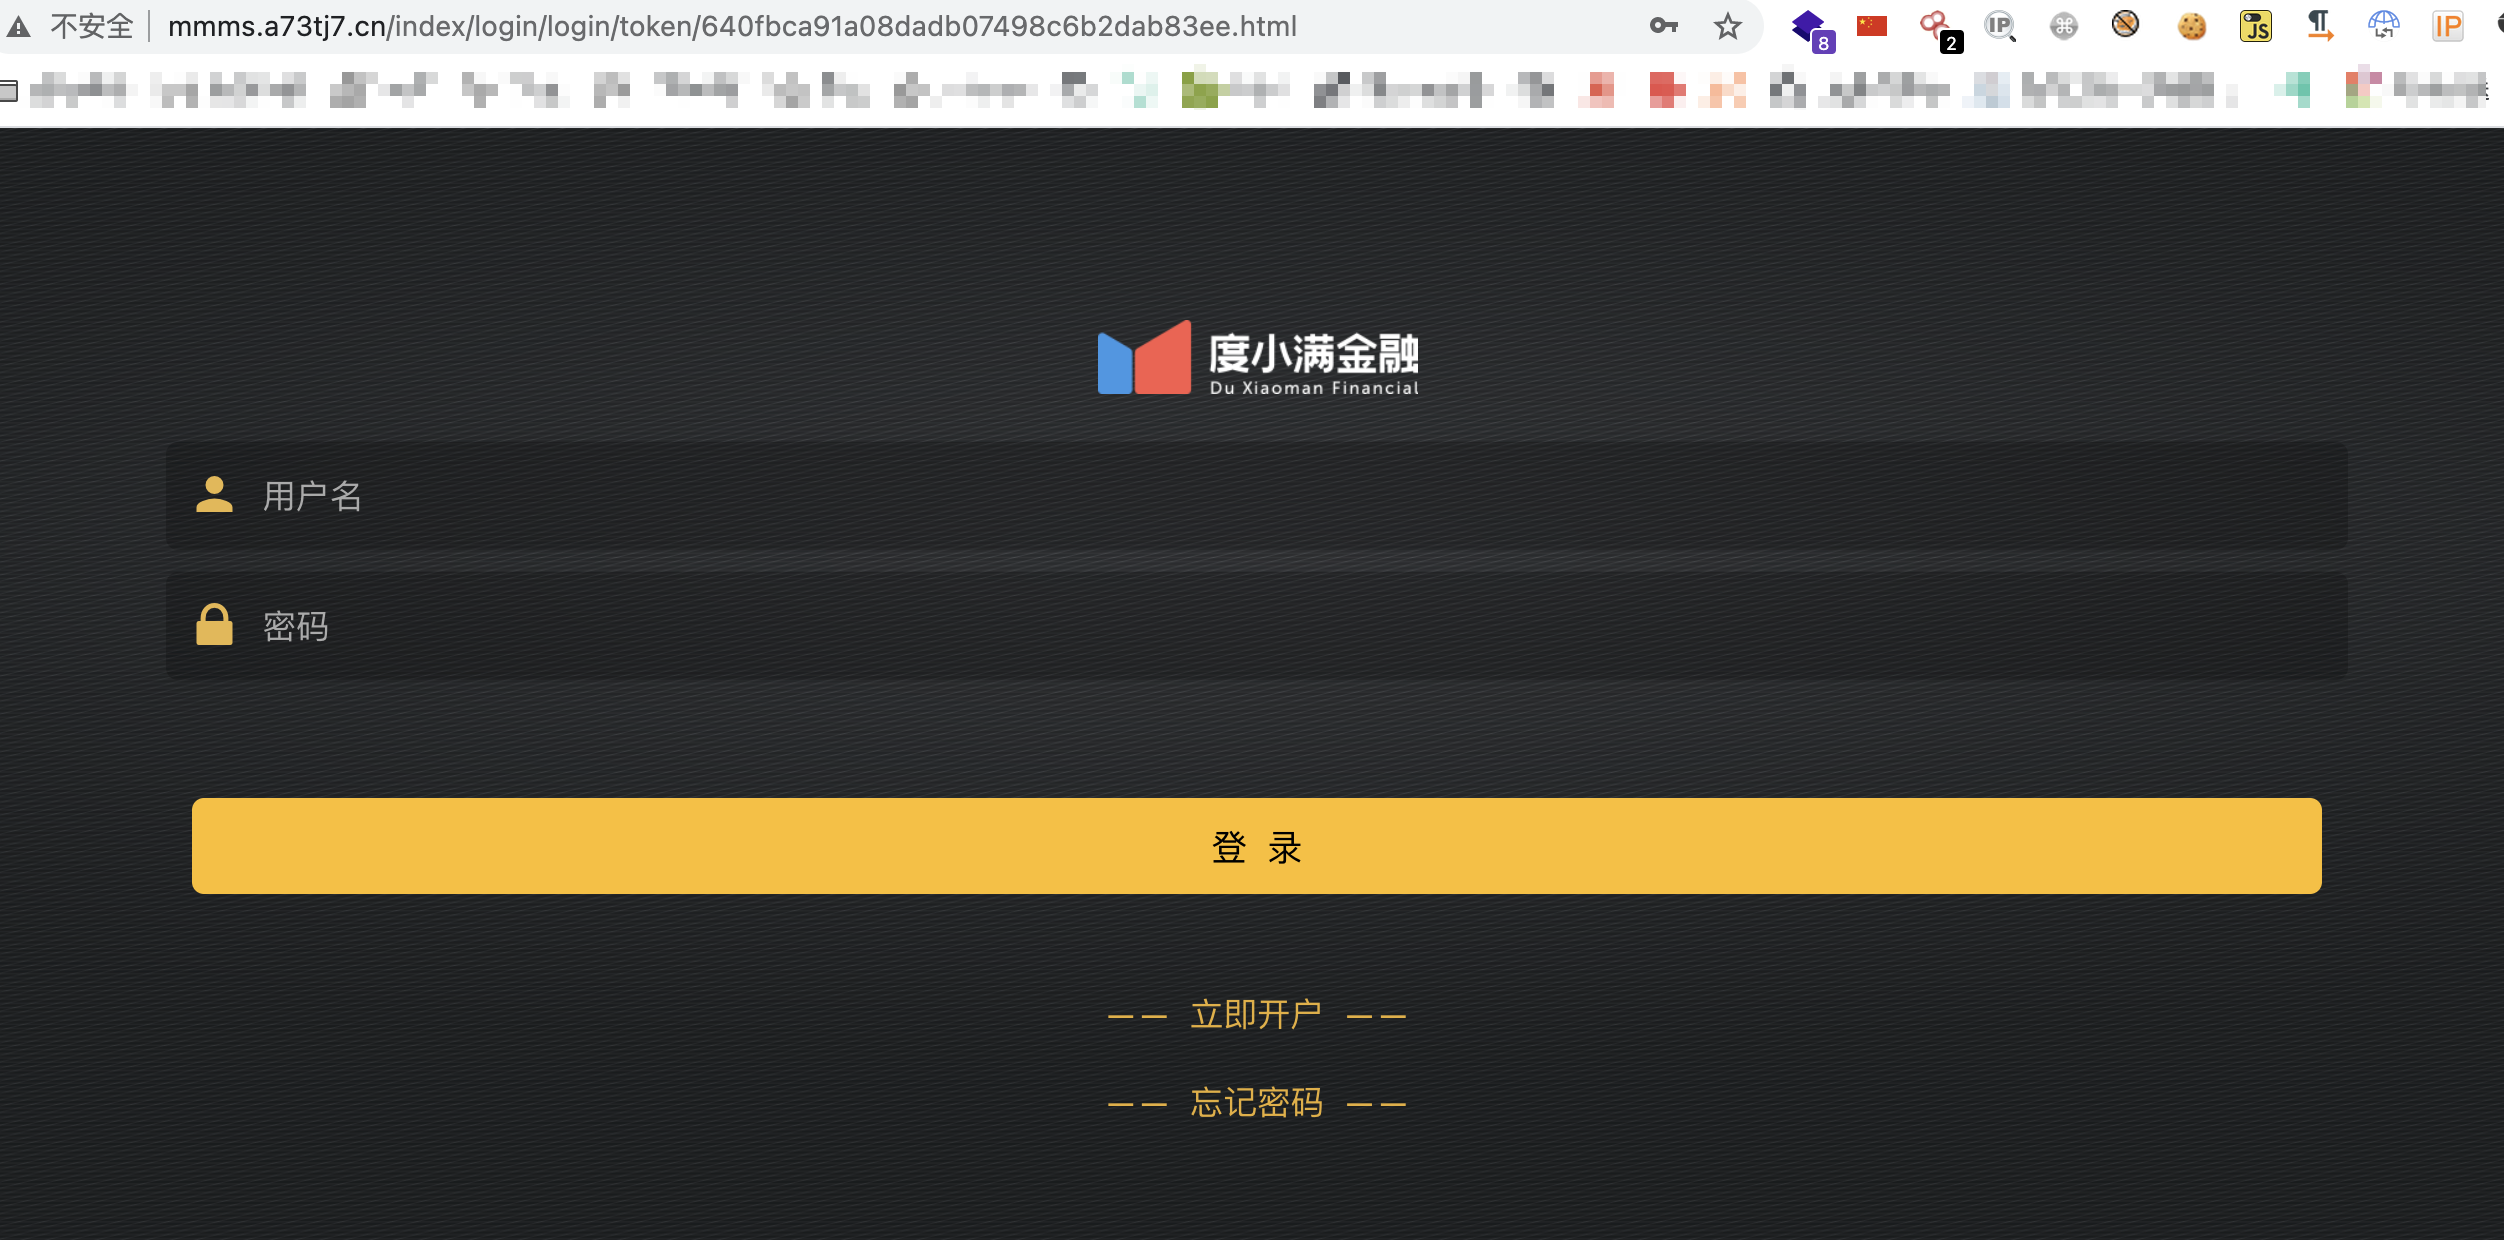 不安全 mmms.a73tj7.cn/index/login/login/token/640fbca91a08dadb07498c6b2dab83ee.html
8
2
IP
JS
IP
度小满金融
Du Xiaoman Financial
用户名
密码
登 录
—— 立即开户 ——
—— 忘记密码 ——